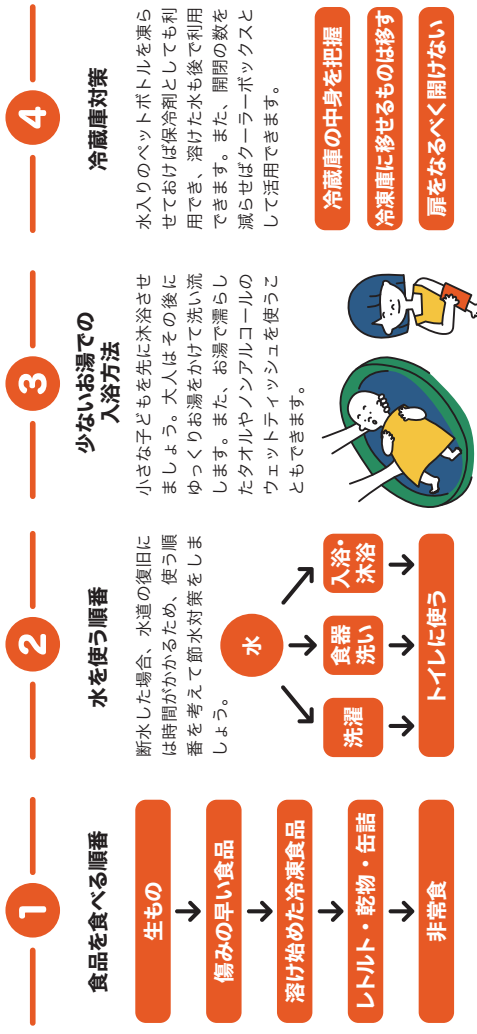 1
食品を食べる順番
生もの
傷みの早い食品
溶け始めた冷凍食品
レトルト・乾物・缶詰
非常食
2
水を使う順番
断水した場合、水道の復旧に
は時間がかかるため、使う順
番を考えて節水対策をしま
しょう。
水
洗濯
食器
洗い
入浴・
沐浴
トイレに使う
3
少ないお湯での
入浴方法
小さな子どもを先に沐浴させ
ましょう。大人はその後に
ゆっくりお湯をかけて洗い流
します。また、お湯で濡らし
たタオルやノンアルコールの
ウェットティッシュを使うこ
ともできます。
4
冷蔵庫対策
水入りのペットボトルを凍ら
せておけば保冷剤としても利
用でき、溶けた水も後で利用
できます。また、開閉の数を
減らせばクーラーボックスと
して活用できます。
冷蔵庫の中身を把握
冷凍庫に移せるものは移す
扉をなるべく開けない